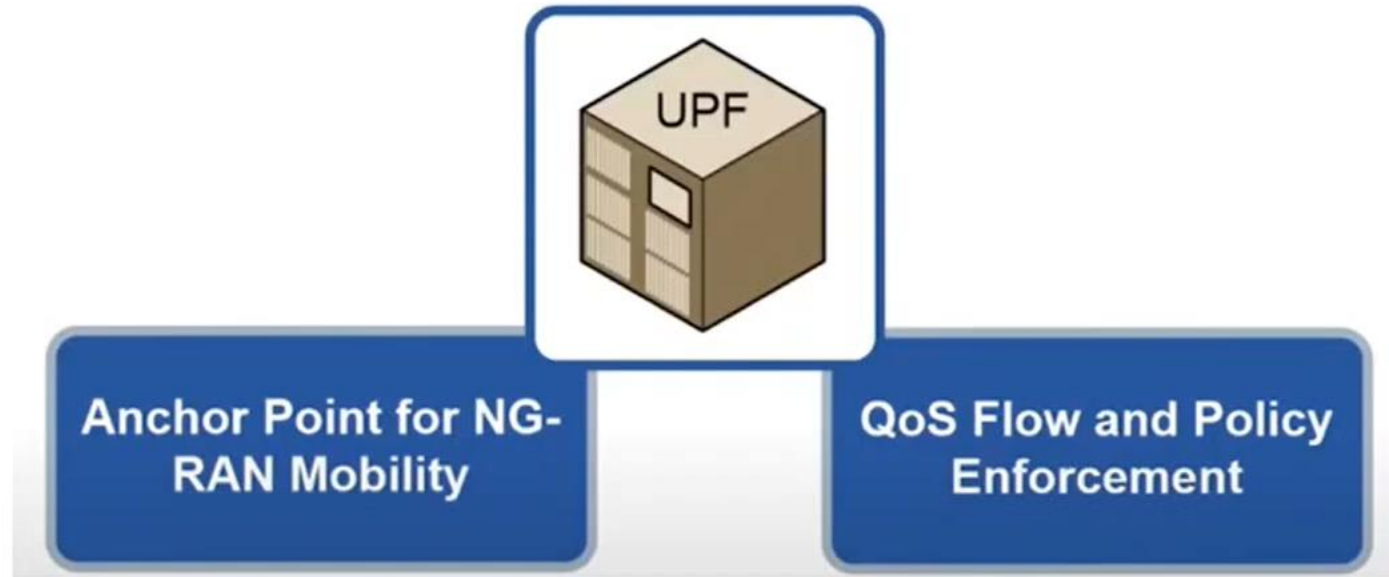 UPF
Anchor Point for NG-
RAN Mobility
QoS Flow and Policy
Enforcement